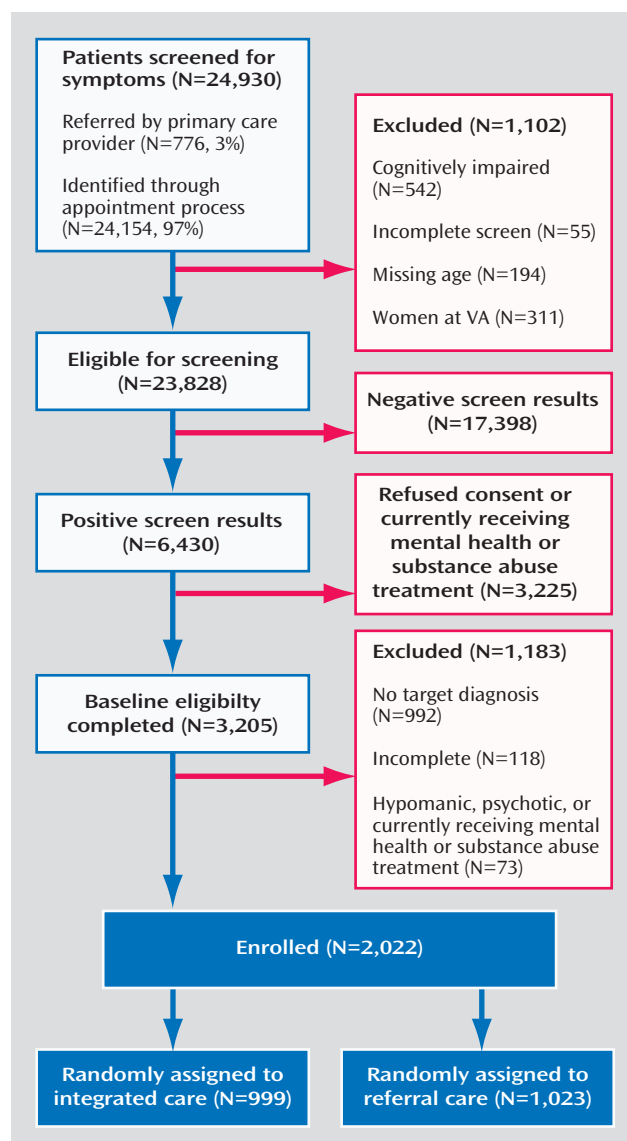 Patients screened for
symptoms (N=24,930)
Referred by primary care
provider (N=776, 3%)
Identified through
appointment process
(N=24,154, 97%)
Excluded (N=1,102)
Cognitively impaired
(N=542)
Incomplete screen (N=55)
Missing age (N=194)
Women at VA (N=311)
Eligible for screening
(N=23,828)
Negative screen results
(N=17,398)
Positive screen results
(N=6,430)
Refused consent or
currently receiving
mental health or
substance abuse
treatment (N=3,225)
Baseline eligibilty
completed (N=3,205)
Excluded (N=1,183)
No target diagnosis
(N=992)
Incomplete (N=118)
Hypomanic, psychotic, or
currently receiving mental
health or substance abuse
treatment (N=73)
Enrolled (N=2,022)
Randomly assigned to
integrated care (N=999)
Randomly assigned to
referral care (N=1,023)